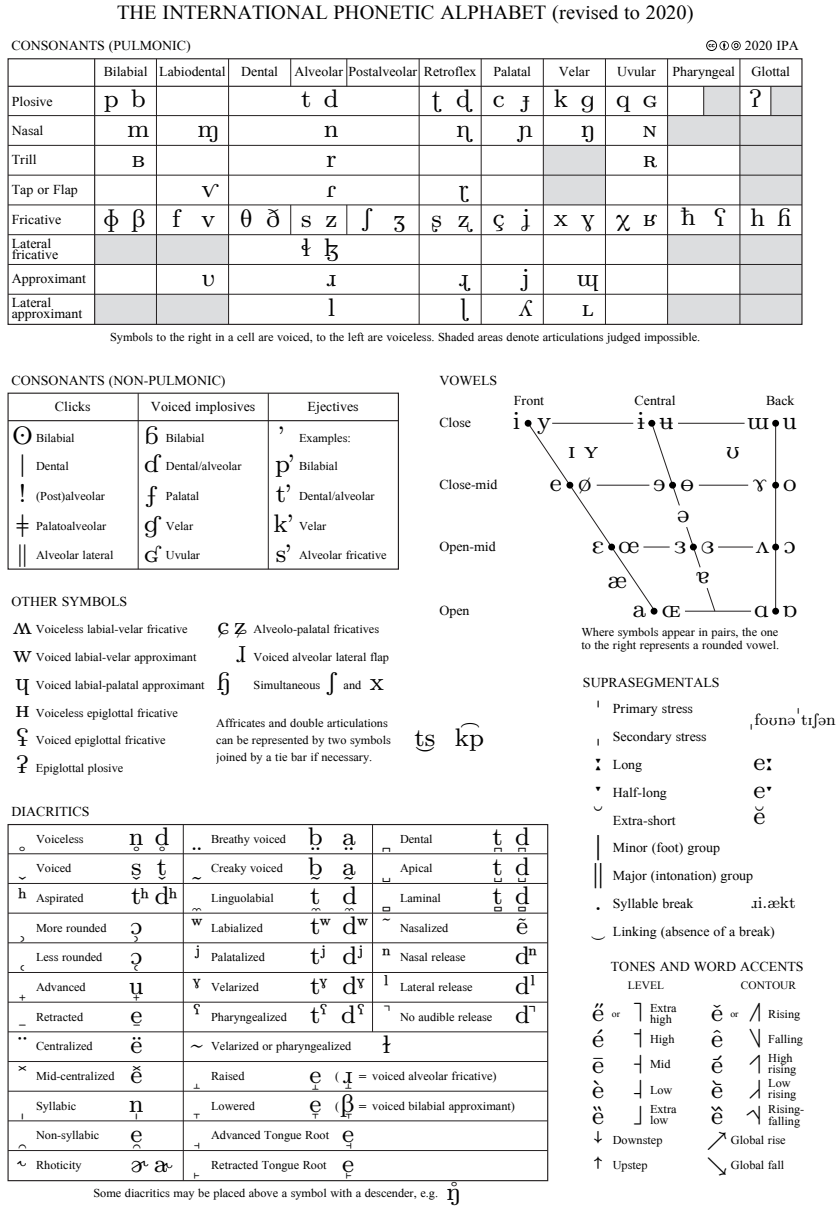 THE INTERNATIONAL PHONETIC ALPHABET (revised to 2020)
CONSONANTS (PULMONIC)
2020 IPA
Bilabial Labiodental Dental Alveolar Postalveolar Retroflex Palatal Velar Uvular Pharyngeal Glottal
Plosive p b t d ʈ ɖ c ɟ k ɡ q ɢ ʔ
Nasal m ɱ n ɳ ɲ ŋ ɴ
Trill ʙ r ʀ
Tap or Flap ⱱ ɾ ɽ
Fricative ɸ β f v θ ð s z ʃ ʒ ʂ ʐ ç ʝ x ɣ χ ʁ ħ ʕ h ɦ
Lateral
fricative ɬ ɮ
Approximant ʋ ɹ ɻ j ɰ
Lateral
approximant l ɭ ʎ ʟ
Symbols to the right in a cell are voiced, to the left are voiceless. Shaded areas denote articulations judged impossible.
CONSONANTS (NON-PULMONIC)
Clicks Voiced implosives Ejectives
ʘ Bilabial ɓ Bilabial ʼ Examples:
ǀ Dental ɗ Dental/alveolar pʼ Bilabial
ǃ (Post)alveolar ʄ Palatal tʼ Dental/alveolar
ǂ Palatoalveolar ɠ Velar kʼ Velar
ǁ Alveolar lateral ʛ Uvular sʼ Alveolar fricative
VOWELS
Front Central Back
Close i y ɨ ʉ ɯ u
ɪ ʏ ʊ
Close-mid e ø ɘ ɵ ɤ o
ə
Open-mid ɛ œ ɜ ɞ ʌ ɔ
æ ɐ
Open a ɶ ɑ ɒ
Where symbols appear in pairs, the one
to the right represents a rounded vowel.
OTHER SYMBOLS
ʍ Voiceless labial-velar fricative ɕ ʑ Alveolo-palatal fricatives
w Voiced labial-velar approximant ɺ Voiced alveolar lateral flap
ɥ Voiced labial-palatal approximant ɧ Simultaneous ʃ and x
ʜ Voiceless epiglottal fricative
ʢ Voiced epiglottal fricative
ʡ Epiglottal plosive
Affricates and double articulations
can be represented by two symbols
joined by a tie bar if necessary.
t͜s k͡p
SUPRASEGMENTALS
ˈ Primary stress ˌfoʊnəˈtɪʃən
ˌ Secondary stress
ː Long eː
ˑ Half-long eˑ
̆ Extra-short ĕ
| Minor (foot) group
‖ Major (intonation) group
. Syllable break ɹi.ækt
‿ Linking (absence of a break)
DIACRITICS
̥ Voiceless n̥ d̥ ̤ Breathy voiced b̤ a̤ ̪ Dental t̪ d̪
̬ Voiced s̬ t̬ ̰ Creaky voiced b̰ a̰ ̺ Apical t̺ d̺
ʰ Aspirated tʰ dʰ ̼ Linguolabial t̼ d̼ ̻ Laminal t̻ d̻
̹ More rounded ɔ̹ ʷ Labialized tʷ dʷ ̃ Nasalized ẽ
̜ Less rounded ɔ̜ ʲ Palatalized tʲ dʲ ⁿ Nasal release dⁿ
̟ Advanced u̟ ˠ Velarized tˠ dˠ ˡ Lateral release dˡ
̠ Retracted e̠ ˤ Pharyngealized tˤ dˤ ̚ No audible release d̚
̈ Centralized ë ̴ Velarized or pharyngealized ɫ
̽ Mid-centralized e̽ ̝ Raised e̝ ( ɹ̝ = voiced alveolar fricative)
̩ Syllabic n̩ ̞ Lowered e̞ ( β̞ = voiced bilabial approximant)
̯ Non-syllabic e̯ ̘ Advanced Tongue Root e̘
˞ Rhoticity ɚ a˞ ̙ Retracted Tongue Root e̙
Some diacritics may be placed above a symbol with a descender, e.g. ŋ̊
TONES AND WORD ACCENTS
LEVEL CONTOUR
e̋ or ˥ Extra
high ě or ˩˥ Rising
é ˦ High ê ˥˩ Falling
ē ˧ Mid e᷄ ˦˥ High
rising
è ˨ Low e᷅ ˩˨ Low
rising
ȅ ˩ Extra
low e᷈ ˧˦˧ Rising-
falling
ꜜ Downstep ↗ Global rise
ꜛ Upstep ↘ Global fall